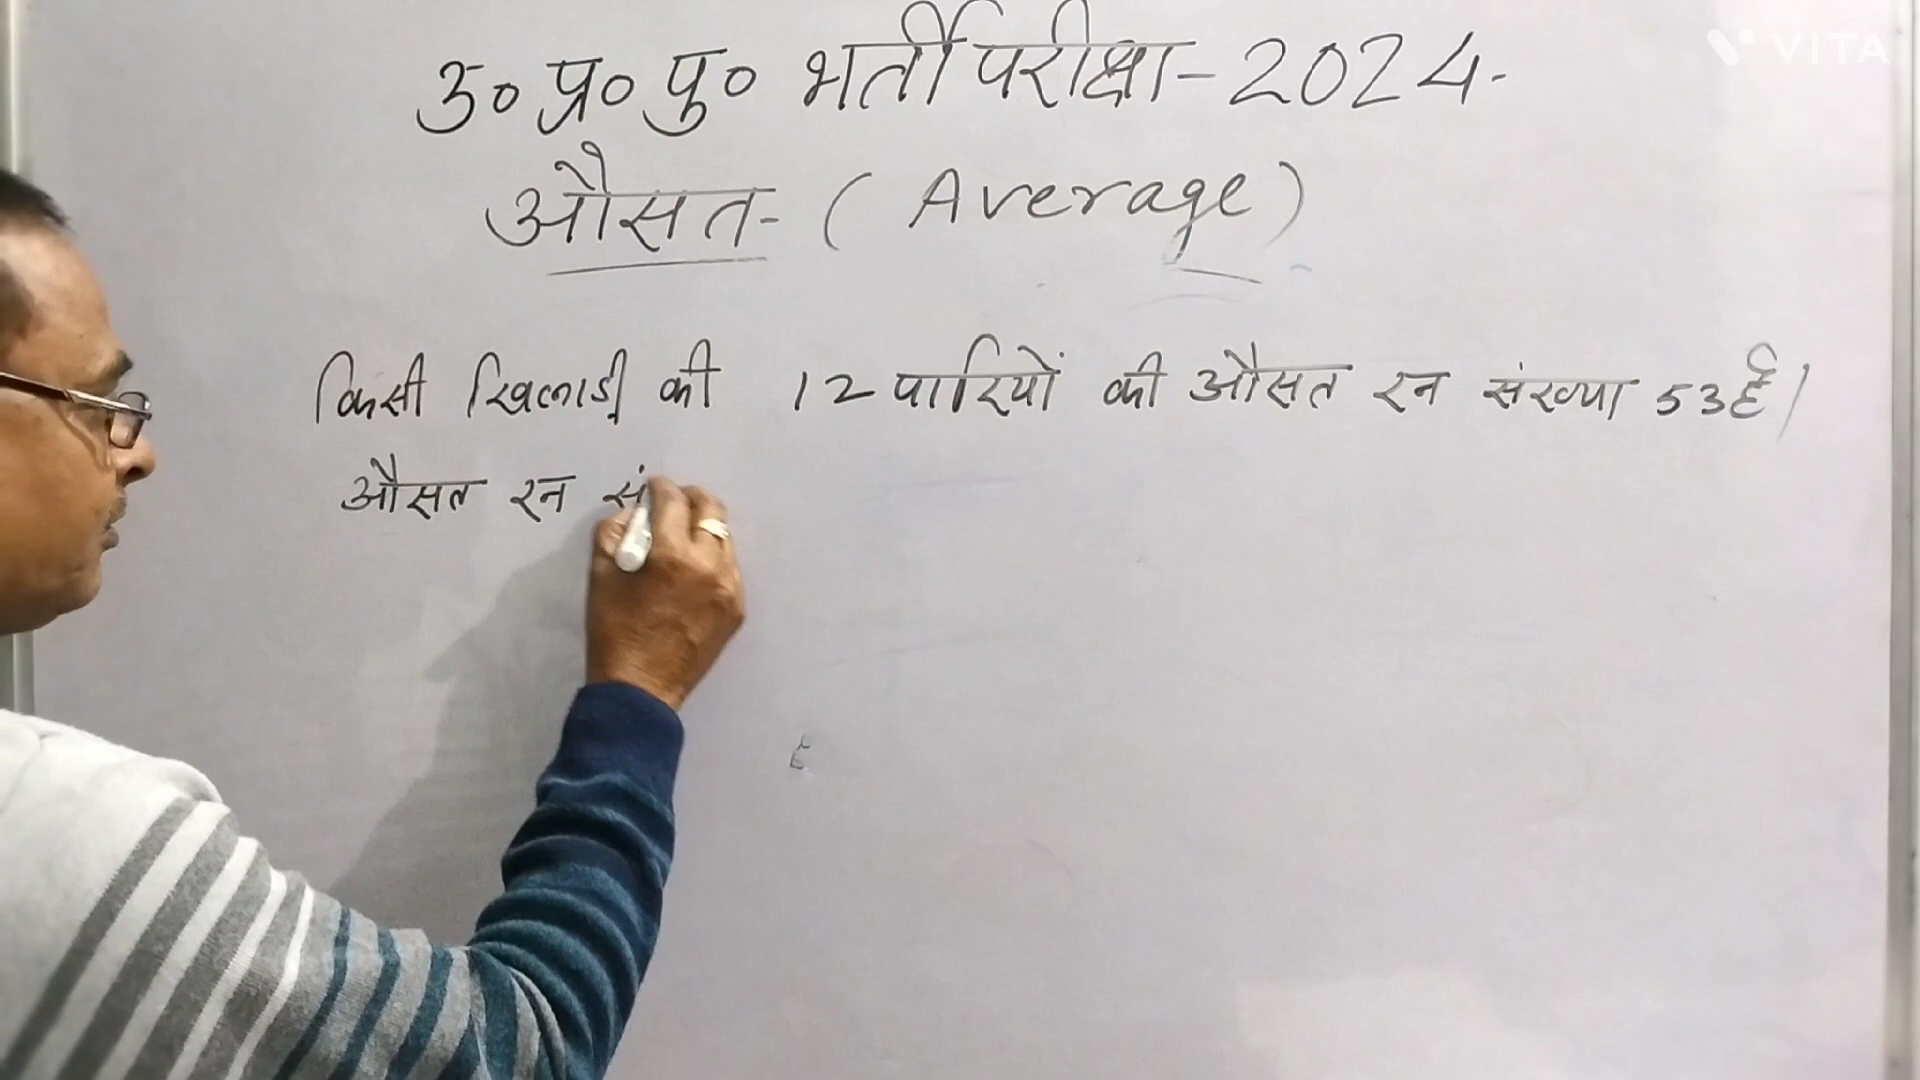 VITA
उ० प्र० पु० भर्ती परीक्षा - 2024.
औसत - ( Average )
किसी खिलाडी की 12 पारियों की औसत रन संख्या 53 है।
औसत रन सं